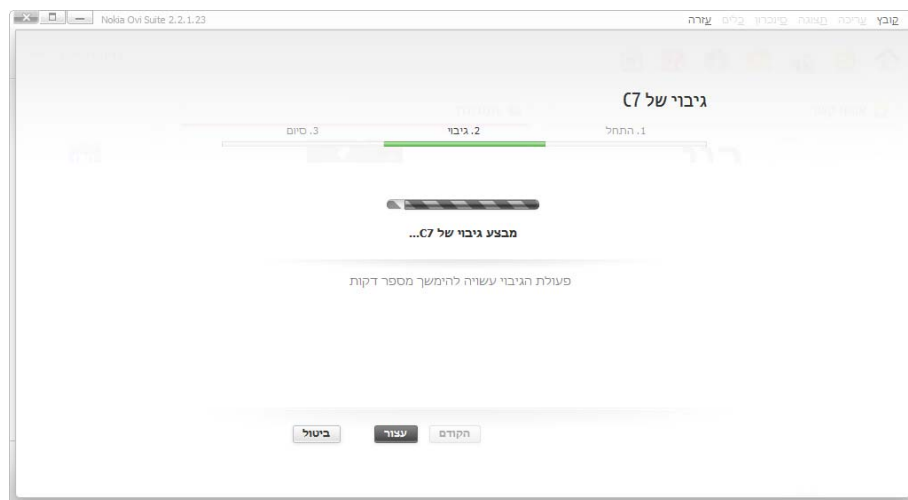 Nokia Ovi Suite 2.2.1.23
קובץ עריכה תצוגה סינכרון כלים עזרה
גיבוי של C7
1. התחל 2. גיבוי 3. סיום
מבצע גיבוי של C7...
פעולת הגיבוי עשויה להימשך מספר דקות
הקודם עצור ביטול